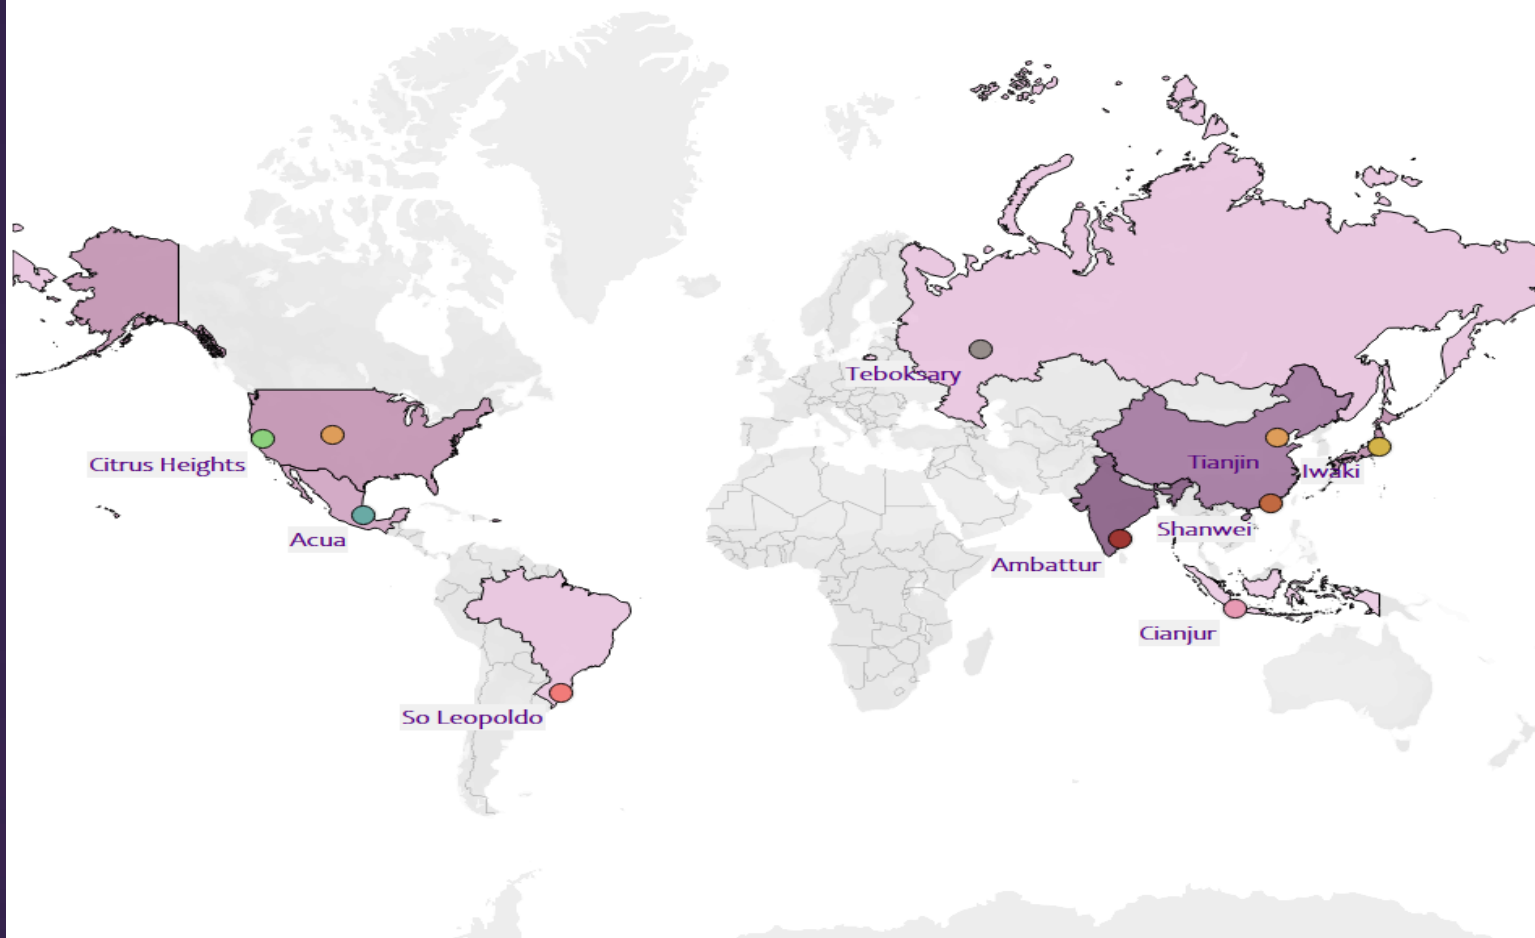 Teboksary
Citrus Heights
Tianjin
Iwaki
Shanwei
Acua
Ambattur
Cianjur
So Leopoldo